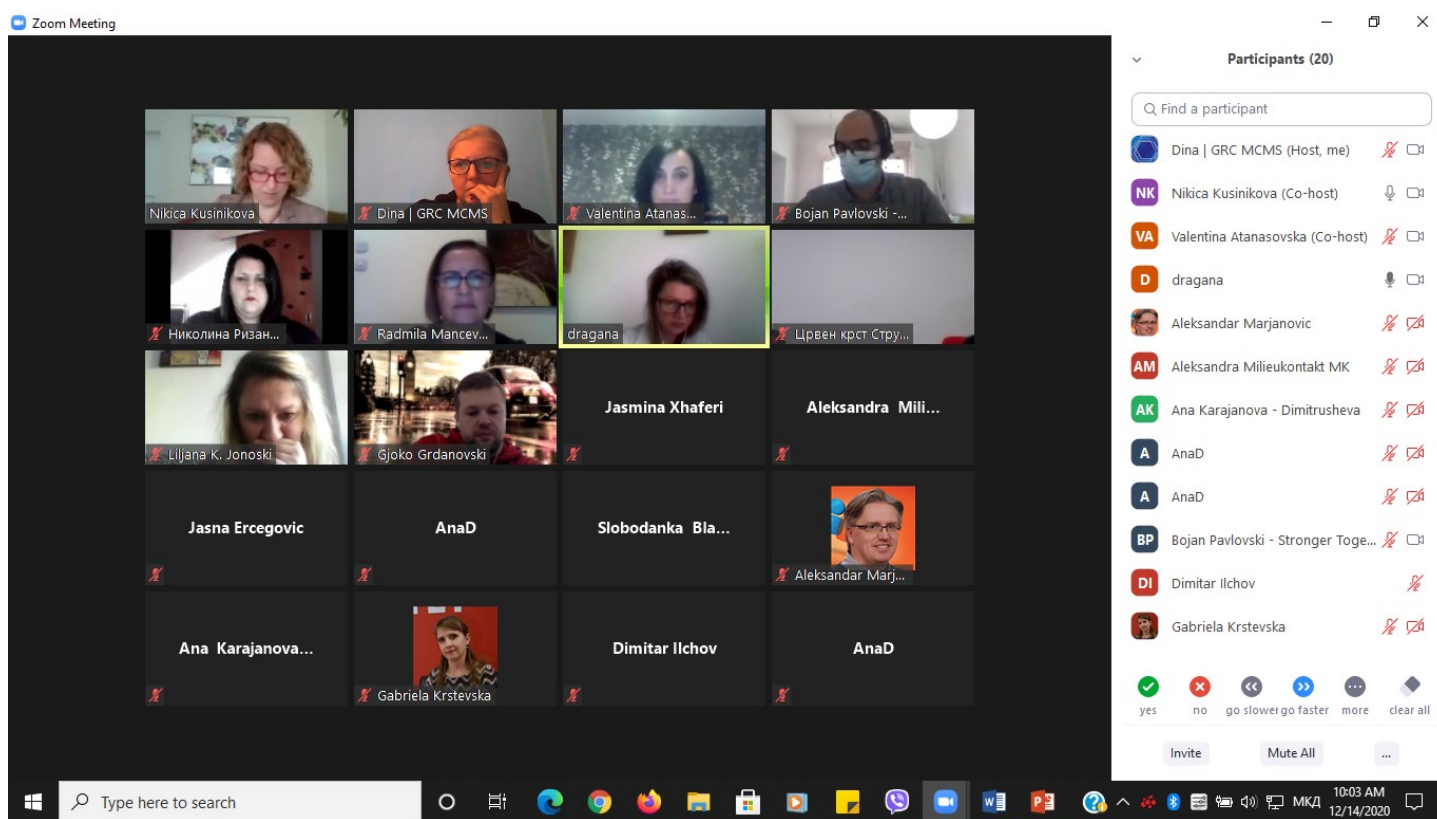 Zoom Meeting
Participants (20)
Find a participant
Nikica Kusinikova
Dina | GRC MCMS
Valentina Atanas...
Bojan Pavlovski -...
Николина Ризан...
Radmila Mancev...
dragana
Црвен крст Стру...
Liljana K. Jonoski
Gjoko Grdanovski
Jasmina Xhaferi
Aleksandra Mili...
Jasna Ercegovic
AnaD
Slobodanka Bla...
Aleksandar Marj...
Ana Karajanova...
Gabriela Krstevska
Dimitar Ilchov
AnaD
Dina | GRC MCMS (Host, me)
NK Nikica Kusinikova (Co-host)
VA Valentina Atanasovska (Co-host)
D dragana
Aleksandar Marjanovic
AM Aleksandra Milieukontakt MK
AK Ana Karajanova - Dimitrusheva
A AnaD
A AnaD
BP Bojan Pavlovski - Stronger Toge...
DI Dimitar Ilchov
Gabriela Krstevska
yes no go slower go faster more clear all
Invite Mute All ...
Type here to search
МКД
10:03 AM
12/14/2020